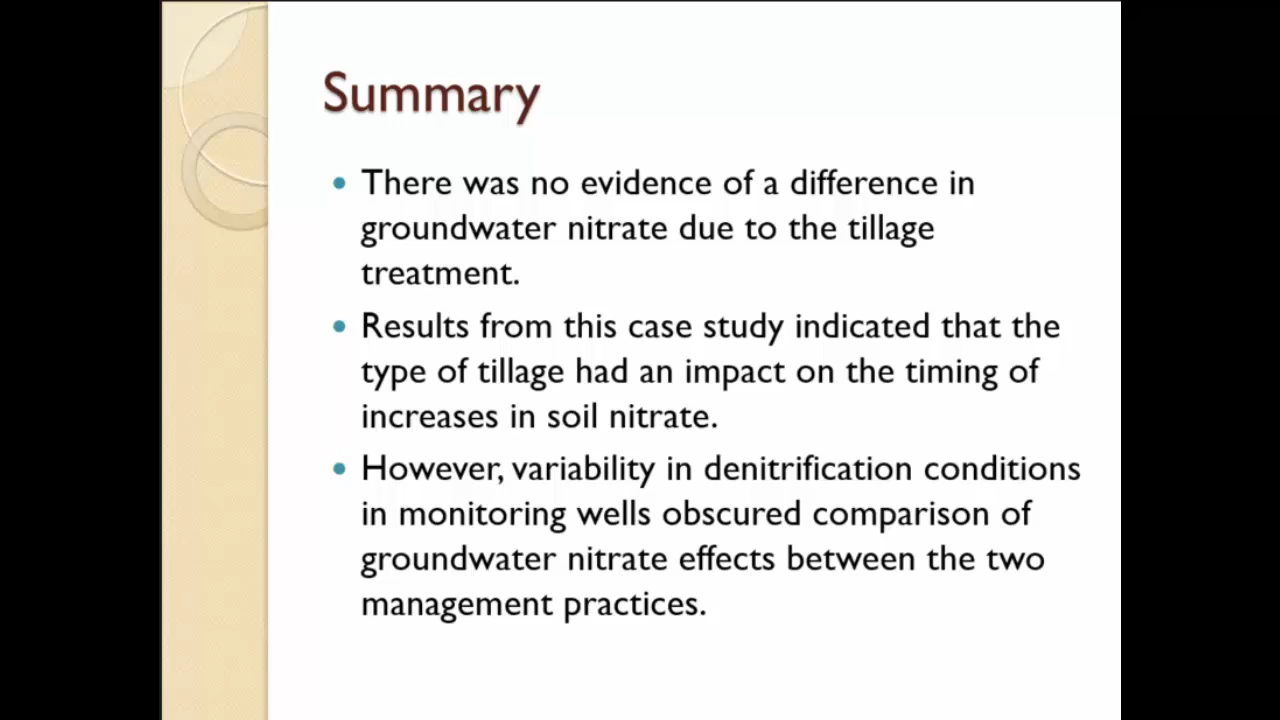 Summary
• There was no evidence of a difference in
groundwater nitrate due to the tillage
treatment.
• Results from this case study indicated that the
type of tillage had an impact on the timing of
increases in soil nitrate.
• However, variability in denitrification conditions
in monitoring wells obscured comparison of
groundwater nitrate effects between the two
management practices.